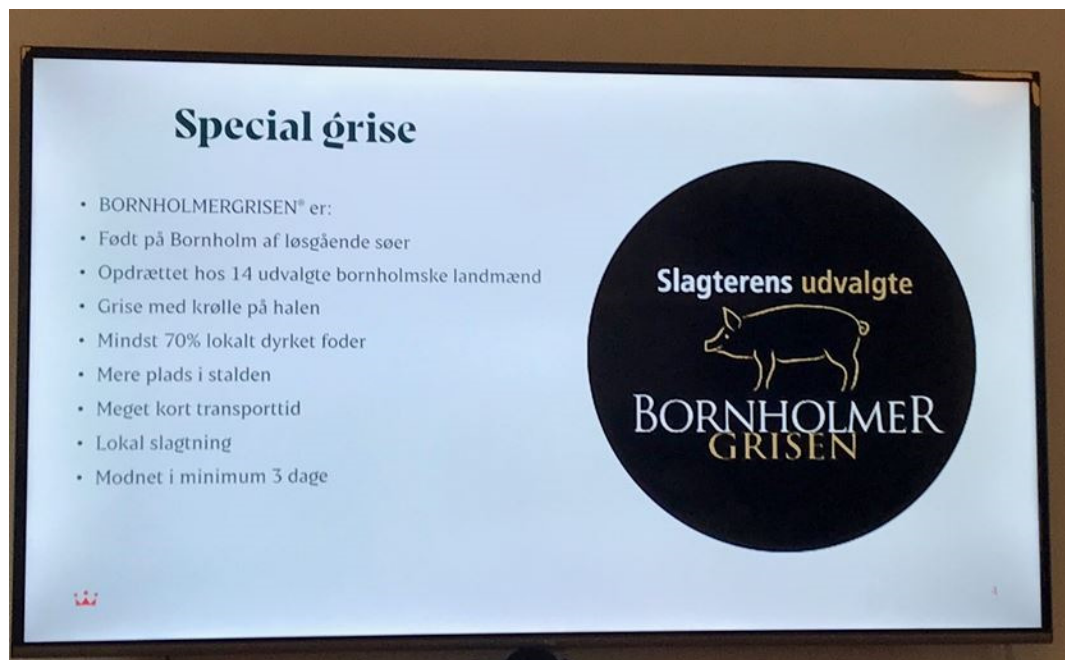 Special grise
• BORNHOLMERGRISEN® er:
• Født på Bornholm af løsgående søer
• Opdrættet hos 14 udvalgte bornholmske landmænd
• Grise med krølle på halen
• Mindst 70% lokalt dyrket foder
• Mere plads i stalden
• Meget kort transporttid
• Lokal slagtning
• Modnet i minimum 3 dage
Slagterens udvalgte
BORNHOLMER
GRISEN
4